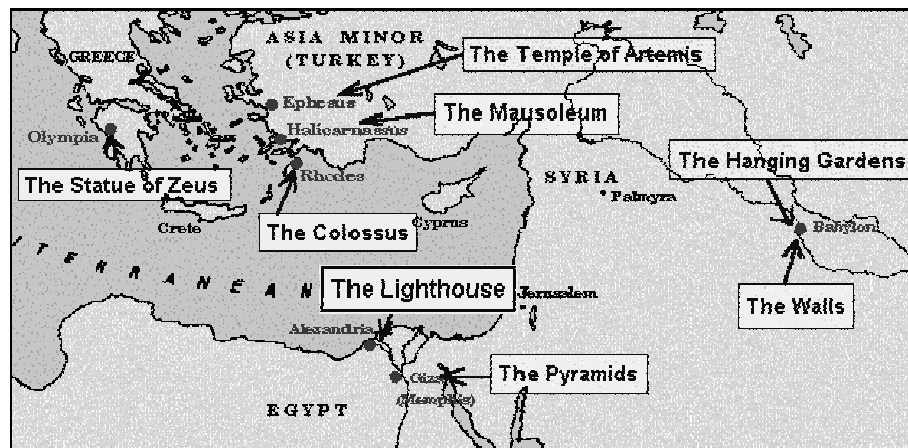 ASIA MINOR
(TURKEY)
GREECE
The Temple of Artemis
Ephesus
The Mausoleum
Halicarnassus
Olympia
The Hanging Gardens
The Statue of Zeus
Rhodes
SYRIA
Palmyra
Crete
The Colossus
Cyprus
Babylon
TERRANEAN
The Lighthouse
Jerusalem
The Walls
Alexandria
Giza
(Memphis)
The Pyramids
EGYPT